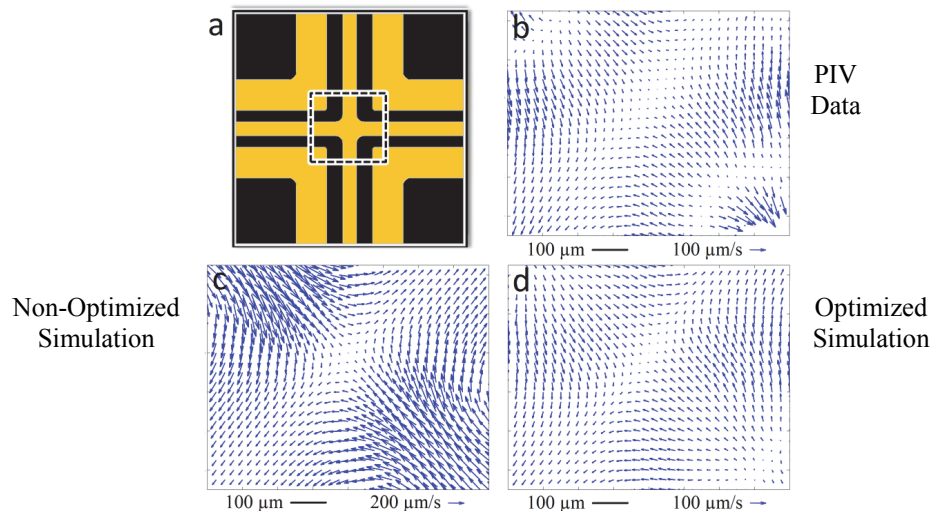 a
b
PIV
Data
100 µm
100 µm/s
Non-Optimized
Simulation
c
d
Optimized
Simulation
100 µm
200 µm/s
100 µm
100 µm/s